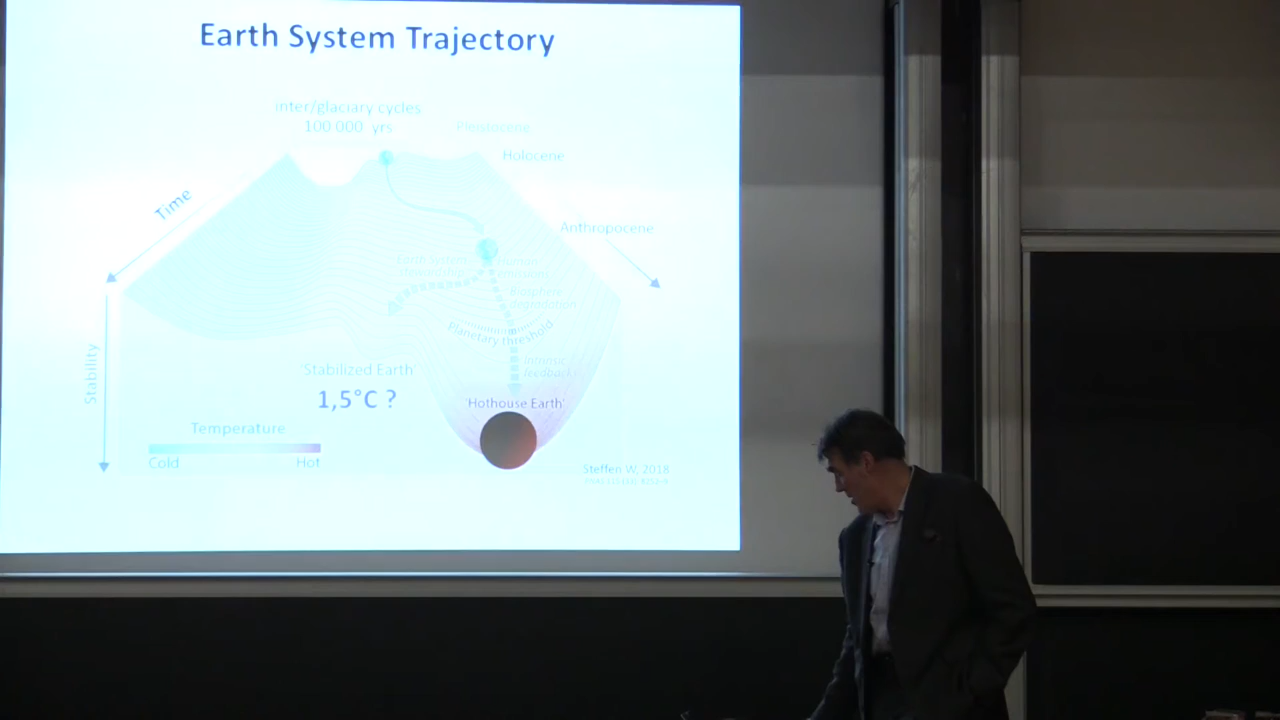 Earth System Trajectory
inter/glaciary cycles
100 000 yrs
Pleistocene
Holocene
Time
Anthropocene
Earth System
stewardship
Human
emissions
Biosphere
degradation
Planetary threshold
Intrinsic
feedback
Stability
'Stabilized Earth'
1,5°C ?
'Hothouse Earth'
Temperature
Cold
Hot
Steffen W, 2018